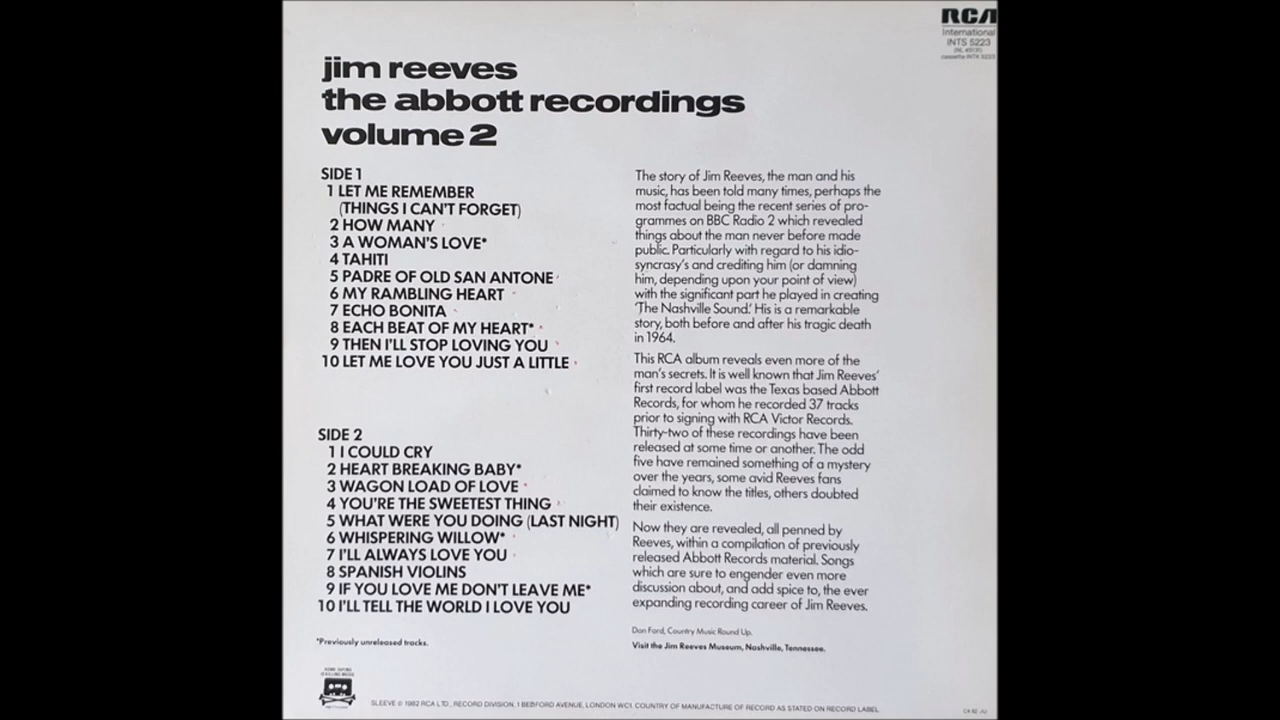 RCA
International
INTS 5223
(NL 45131)
cassette INTK 5223
jim reeves
the abbott recordings
volume 2
SIDE 1
1 LET ME REMEMBER
(THINGS I CAN'T FORGET)
2 HOW MANY
3 A WOMAN'S LOVE*
4 TAHITI
5 PADRE OF OLD SAN ANTONE
6 MY RAMBLING HEART
7 ECHO BONITA
8 EACH BEAT OF MY HEART*
9 THEN I'LL STOP LOVING YOU
10 LET ME LOVE YOU JUST A LITTLE
SIDE 2
1 I COULD CRY
2 HEART BREAKING BABY*
3 WAGON LOAD OF LOVE
4 YOU'RE THE SWEETEST THING
5 WHAT WERE YOU DOING (LAST NIGHT)
6 WHISPERING WILLOW*
7 I'LL ALWAYS LOVE YOU
8 SPANISH VIOLINS
9 IF YOU LOVE ME DON'T LEAVE ME*
10 I'LL TELL THE WORLD I LOVE YOU
*Previously unreleased tracks.
The story of Jim Reeves, the man and his
music, has been told many times, perhaps the
most factual being the recent series of pro-
grammes on BBC Radio 2 which revealed
things about the man never before made
public. Particularly with regard to his idio-
syncrasy's and crediting him (or damning
him, depending upon your point of view)
with the significant part he played in creating
'The Nashville Sound.' His is a remarkable
story, both before and after his tragic death
in 1964.
This RCA album reveals even more of the
man's secrets. It is well known that Jim Reeves'
first record label was the Texas based Abbott
Records, for whom he recorded 37 tracks
prior to signing with RCA Victor Records.
Thirty-two of these recordings have been
released at some time or another. The odd
five have remained something of a mystery
over the years, some avid Reeves fans
claimed to know the titles, others doubted
their existence.
Now they are revealed, all penned by
Reeves, within a compilation of previously
released Abbott Records material. Songs
which are sure to engender even more
discussion about, and add spice to, the ever
expanding recording career of Jim Reeves.
Don Ford, Country Music Round Up.
Visit the Jim Reeves Museum, Nashville, Tennessee.
HOME TAPING
IS KILLING MUSIC
SLEEVE © 1982 RCA LTD., RECORD DIVISION, 1 BEDFORD AVENUE, LONDON WC1. COUNTRY OF MANUFACTURE OF RECORD AS STATED ON RECORD LABEL